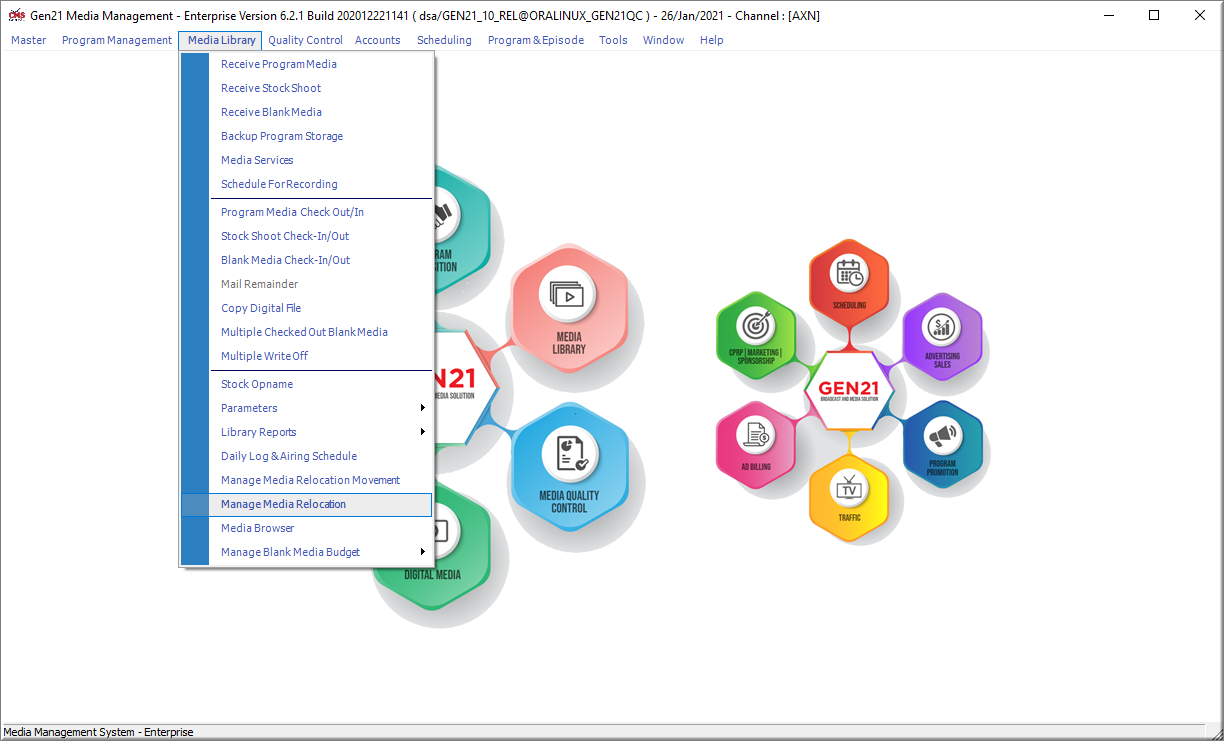 Gen21 Media Management - Enterprise Version 6.2.1 Build 202012221141 ( dsa/GEN21_10_REL@ORALINUX_GEN21QC ) - 26/Jan/2021 - Channel : [AXN]
Master Program Management Media Library Quality Control Accounts Scheduling Program & Episode Tools Window Help
Receive Program Media
Receive Stock Shoot
Receive Blank Media
Backup Program Storage
Media Services
Schedule For Recording
Program Media Check Out/In
Stock Shoot Check-In/Out
Blank Media Check-In/Out
Mail Remainder
Copy Digital File
Multiple Checked Out Blank Media
Multiple Write Off
Stock Opname
Parameters
Library Reports
Daily Log & Airing Schedule
Manage Media Relocation Movement
Manage Media Relocation
Media Browser
Manage Blank Media Budget
RAM
ITION
MEDIA
LIBRARY
N21
MEDIA SOLUTION
MEDIA QUALITY
CONTROL
DIGITAL MEDIA
SCHEDULING
CPRP | MARKETING |
SPONSORSHIP
ADVERTISING
SALES
GEN21
BROADCAST AND MEDIA SOLUTION
AD BILLING
PROGRAM
PROMOTION
TV
TRAFFIC
Media Management System - Enterprise